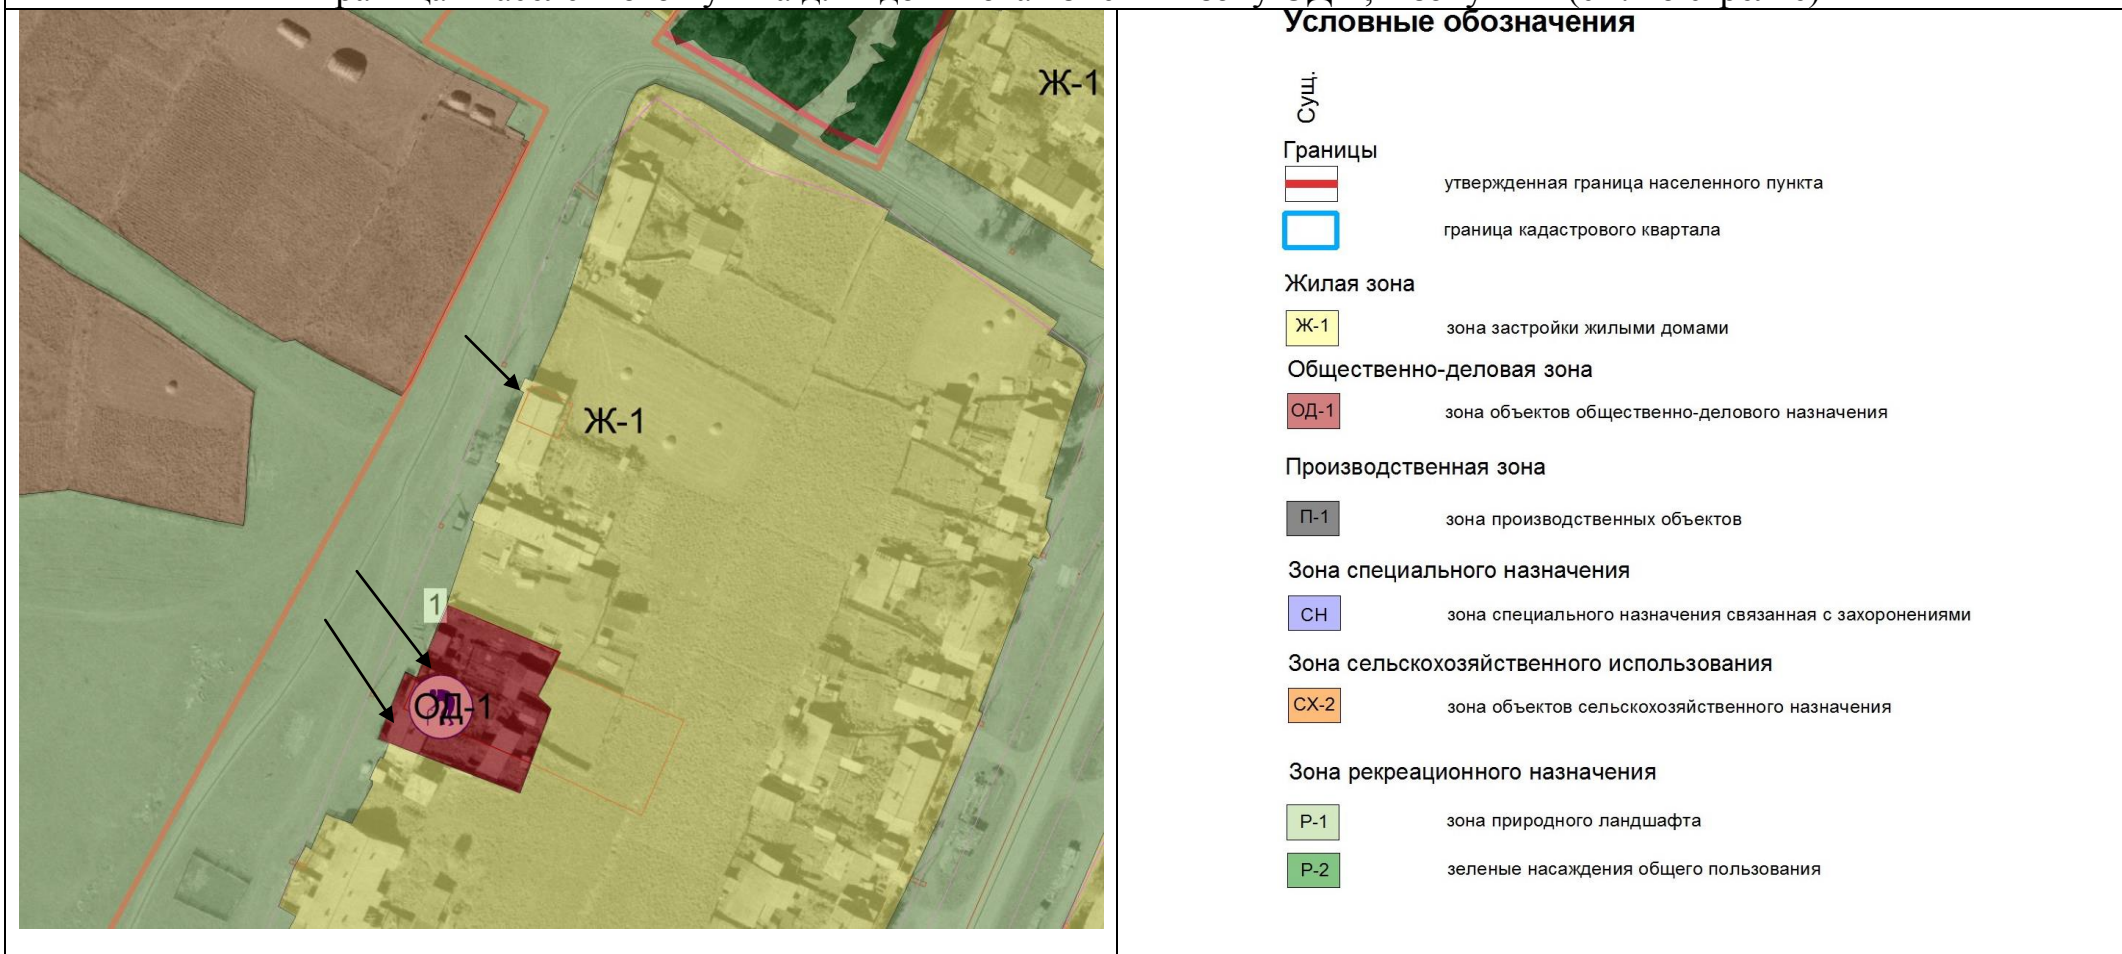 Ж-1
Ж-1
1
ОД-1
Условные обозначения
Сущ.
Границы
утвержденная граница населенного пункта
граница кадастрового квартала
Жилая зона
Ж-1 зона застройки жилыми домами
Общественно-деловая зона
ОД-1 зона объектов общественно-делового назначения
Производственная зона
П-1 зона производственных объектов
Зона специального назначения
СН зона специального назначения связанная с захоронениями
Зона сельскохозяйственного использования
СХ-2 зона объектов сельскохозяйственного назначения
Зона рекреационного назначения
Р-1 зона природного ландшафта
Р-2 зеленые насаждения общего пользования